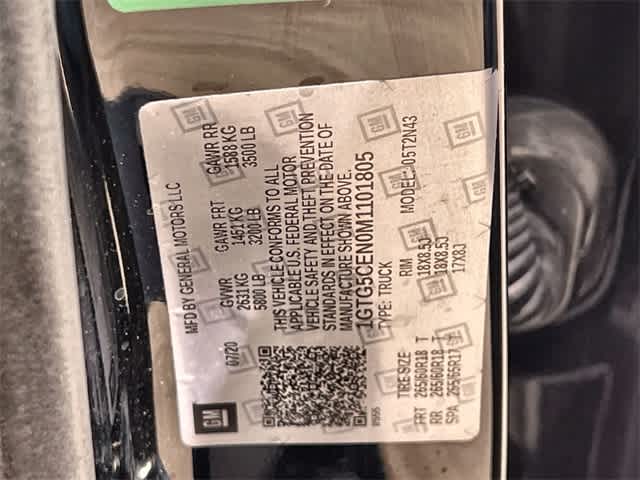 MFD BY GENERAL MOTORS LLC
07/20
GVWR GAWR FRT GAWR RR
2631 KG 1451 KG 1588 KG
5800 LB 3200 LB 3500 LB
THIS VEHICLE CONFORMS TO ALL
APPLICABLE U.S. FEDERAL MOTOR
VEHICLE SAFETY AND THEFT PREVENTION
STANDARDS IN EFFECT ON THE DATE OF
MANUFACTURE SHOWN ABOVE.
1GTG5CEN0M1101805
TYPE: TRUCK MODEL: J05T2N43
GM
TIRE SIZE RIM
FRT 265/60R18 T 18X8.5J
RR 265/60R18 T 18X8.5J
SPA 255/65R17 T 17X8J